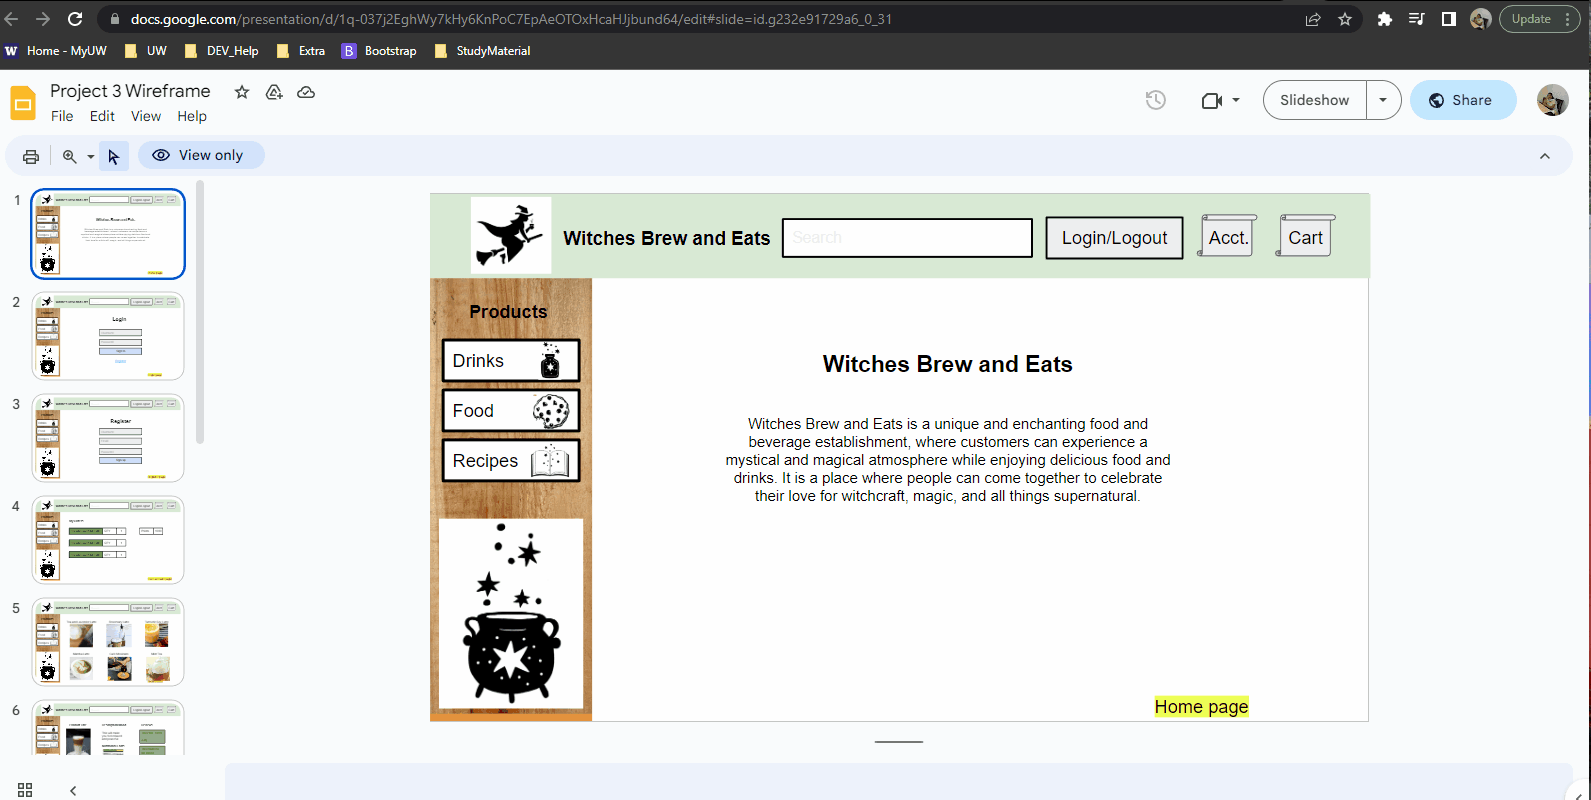 docs.google.com/presentation/d/1q-037j2EghWy7kHy6KnPoC7EpAeOTOxHcaHJjbund64/edit#slide=id.g232e91729a6_0_31
Update
W Home - MyUW UW DEV_Help Extra B Bootstrap StudyMaterial
Project 3 Wireframe
File Edit View Help
Slideshow
Share
View only
1
2
Login
3
Register
4
5
6
Witches Brew and Eats
Search
Login/Logout
Acct.
Cart
Products
Drinks
Food
Recipes
Witches Brew and Eats
Witches Brew and Eats is a unique and enchanting food and
beverage establishment, where customers can experience a
mystical and magical atmosphere while enjoying delicious food and
drinks. It is a place where people can come together to celebrate
their love for witchcraft, magic, and all things supernatural.
Home page